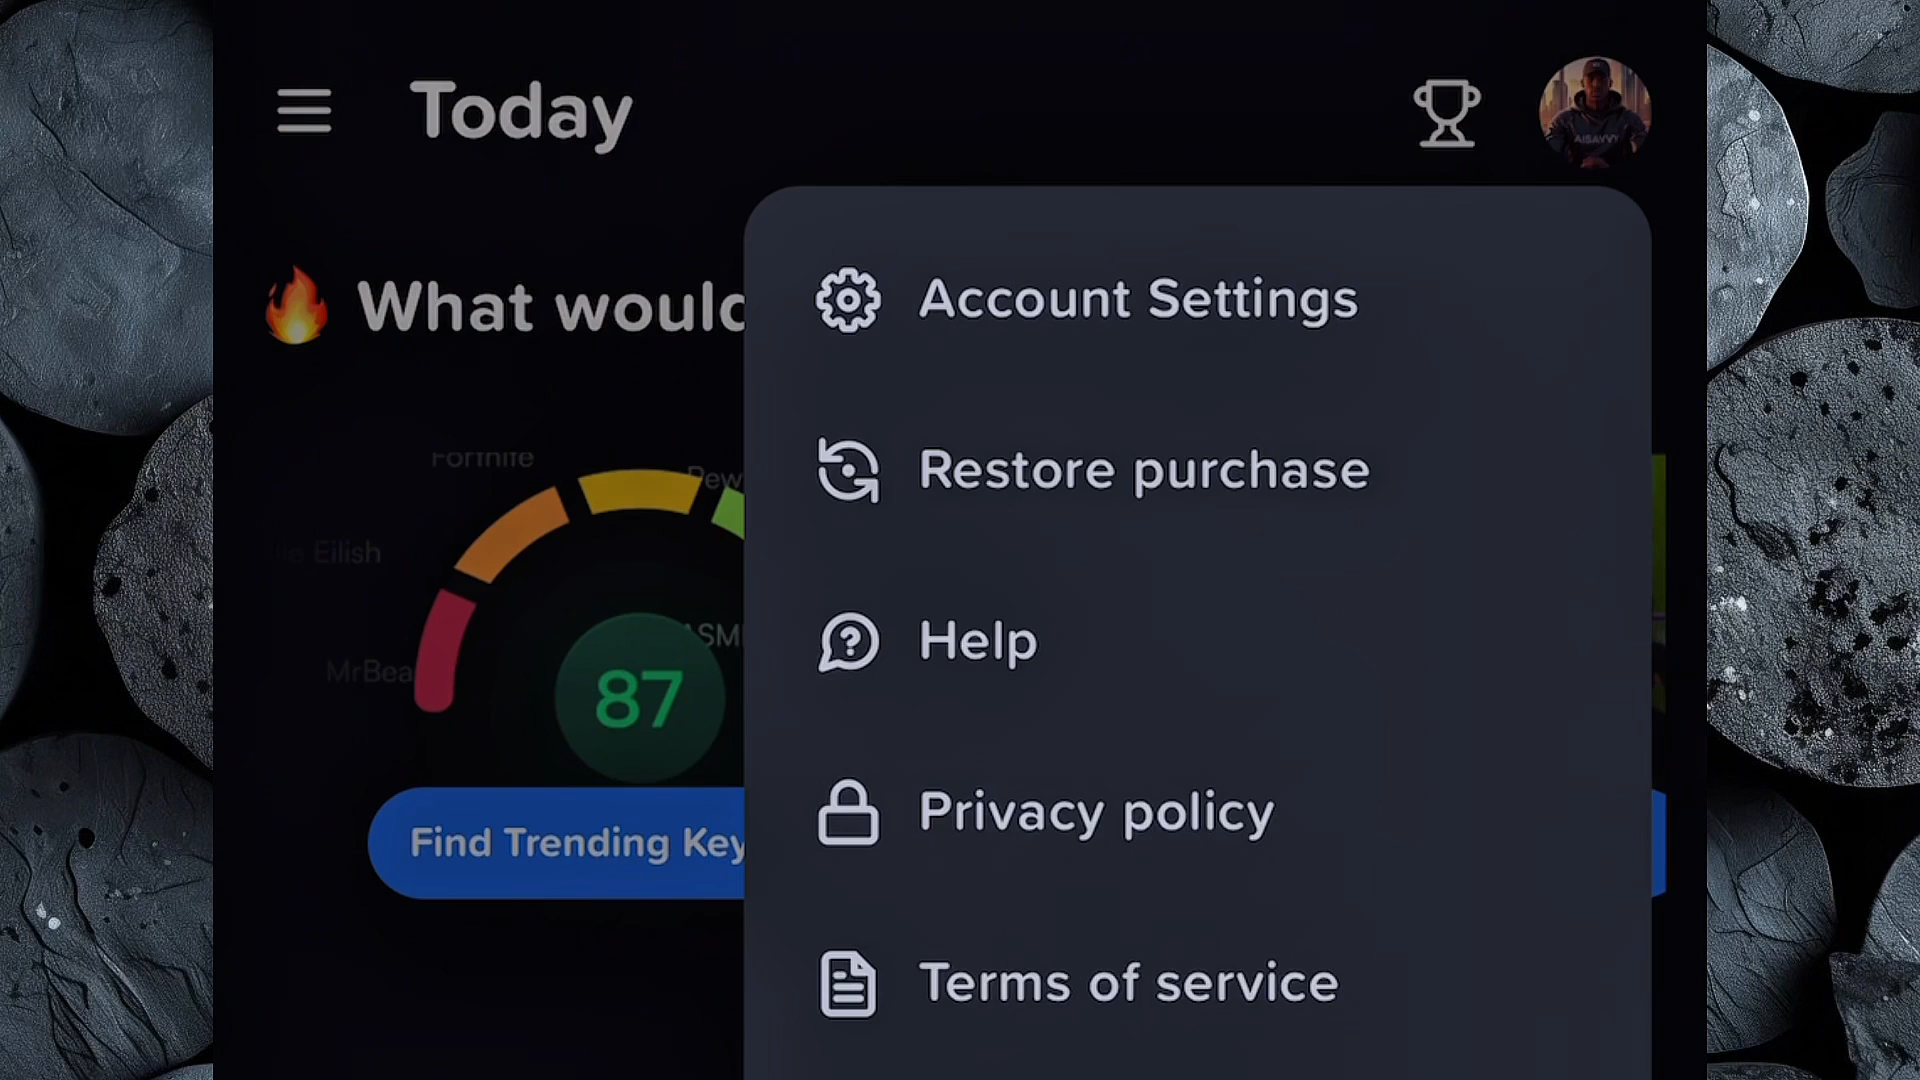 Today
AISAVVY
What would
Account Settings
Restore purchase
Fortnite
Eilish
Help
87
Find Trending Key
Privacy policy
Terms of service